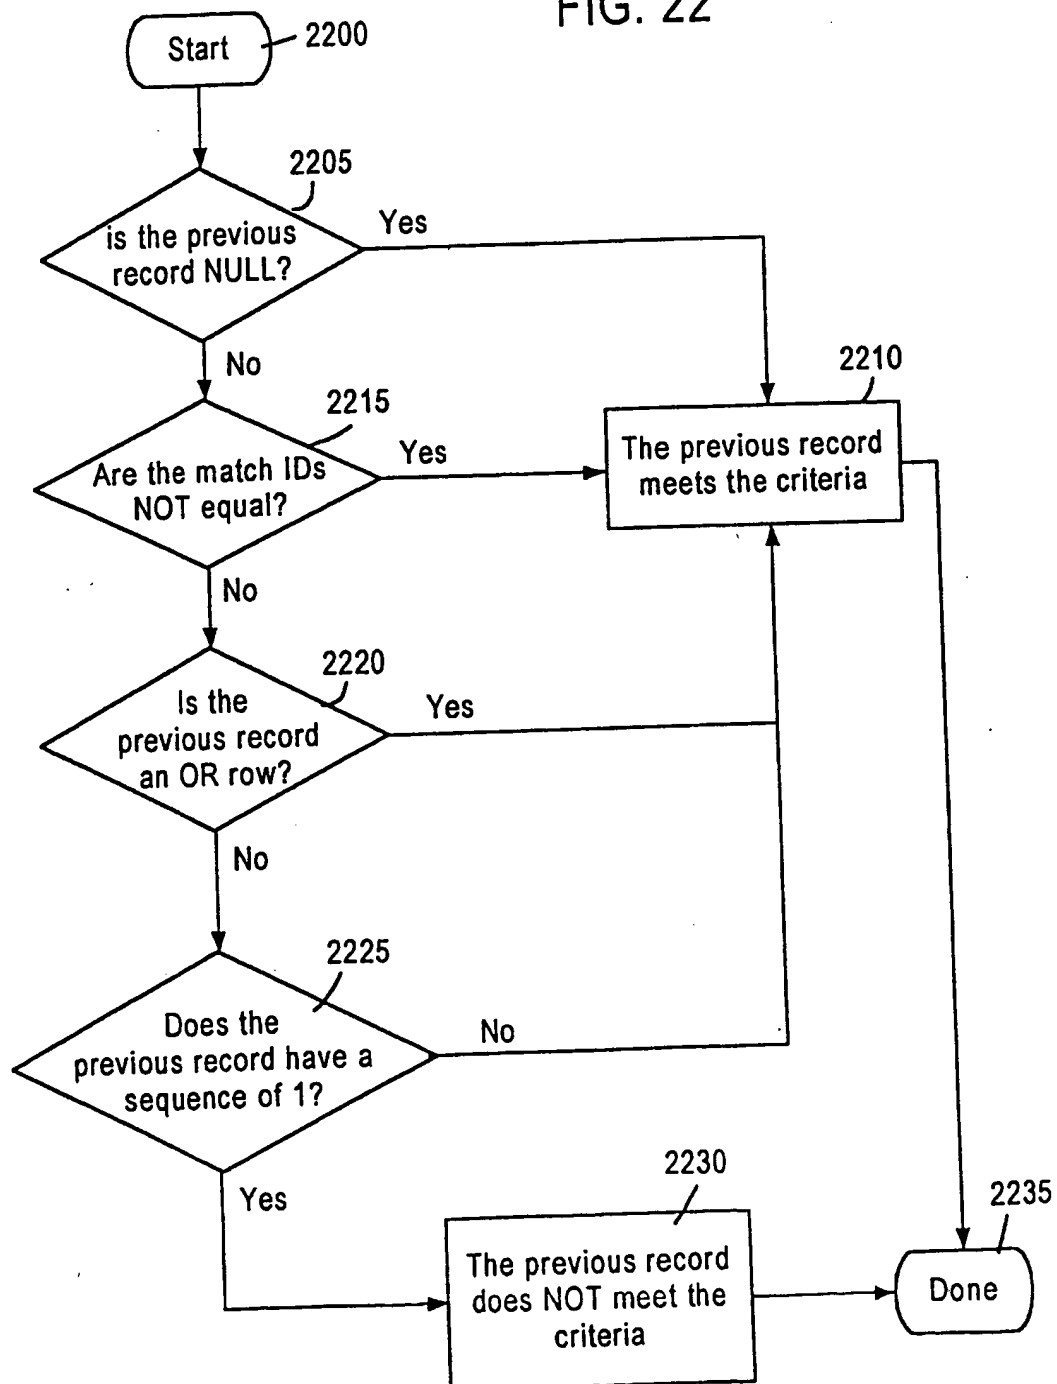 FIG. 22
Start
2200
2205
is the previous
record NULL?
Yes
No
2215
Are the match IDs
NOT equal?
Yes
2210
The previous record
meets the criteria
No
2220
Is the
previous record
an OR row?
Yes
No
2225
Does the
previous record have a
sequence of 1?
No
Yes
2230
The previous record
does NOT meet the
criteria
2235
Done